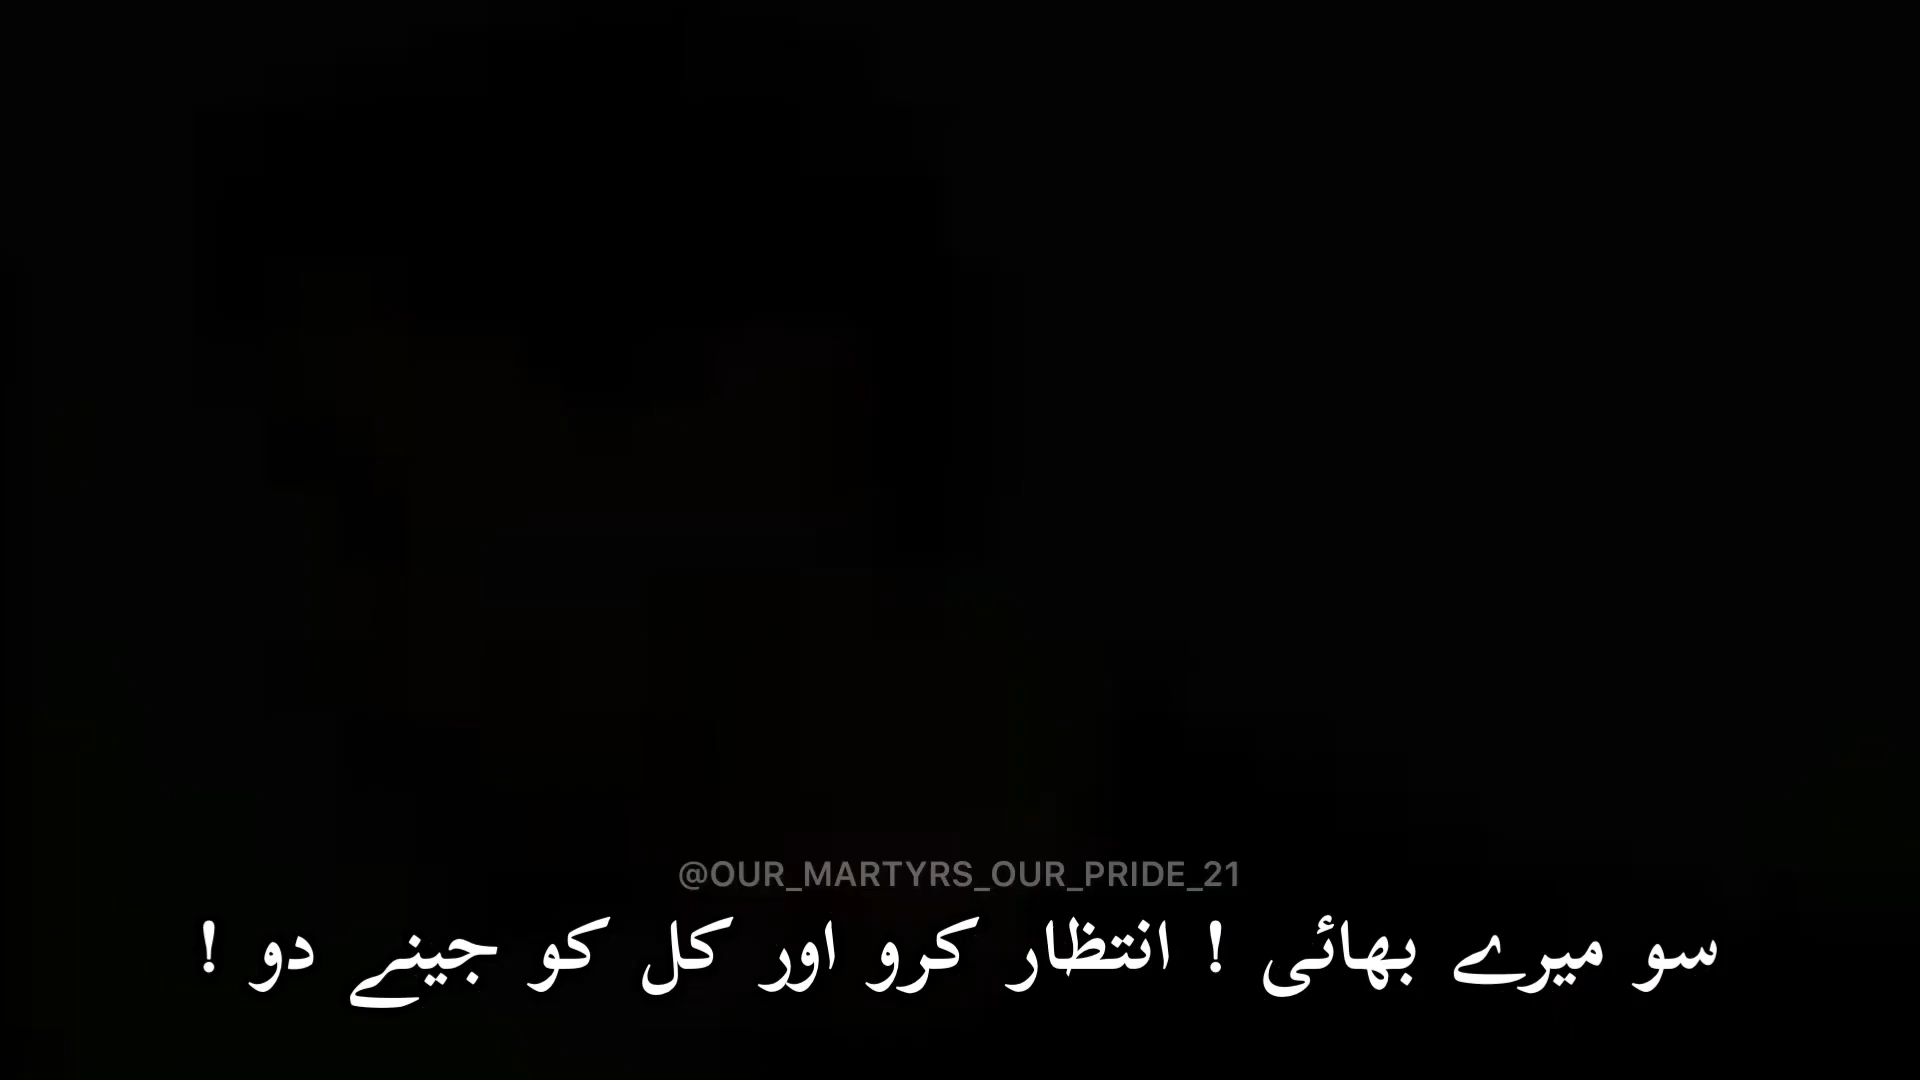 @OUR_MARTYRS_OUR_PRIDE_21
سو میرے بھائی ! انتظار کرو اور کل کو جینے دو !